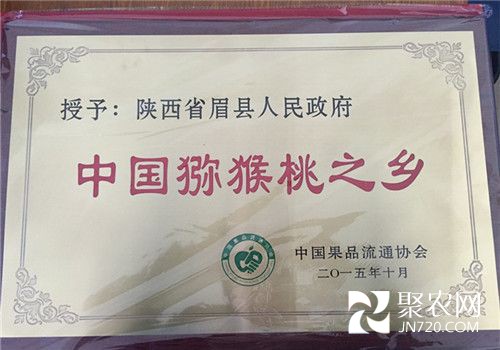 授予：陕西省眉县人民政府
中国猕猴桃之乡
中国果品流通协会
二〇一五年十月
聚农网
JN720.COM